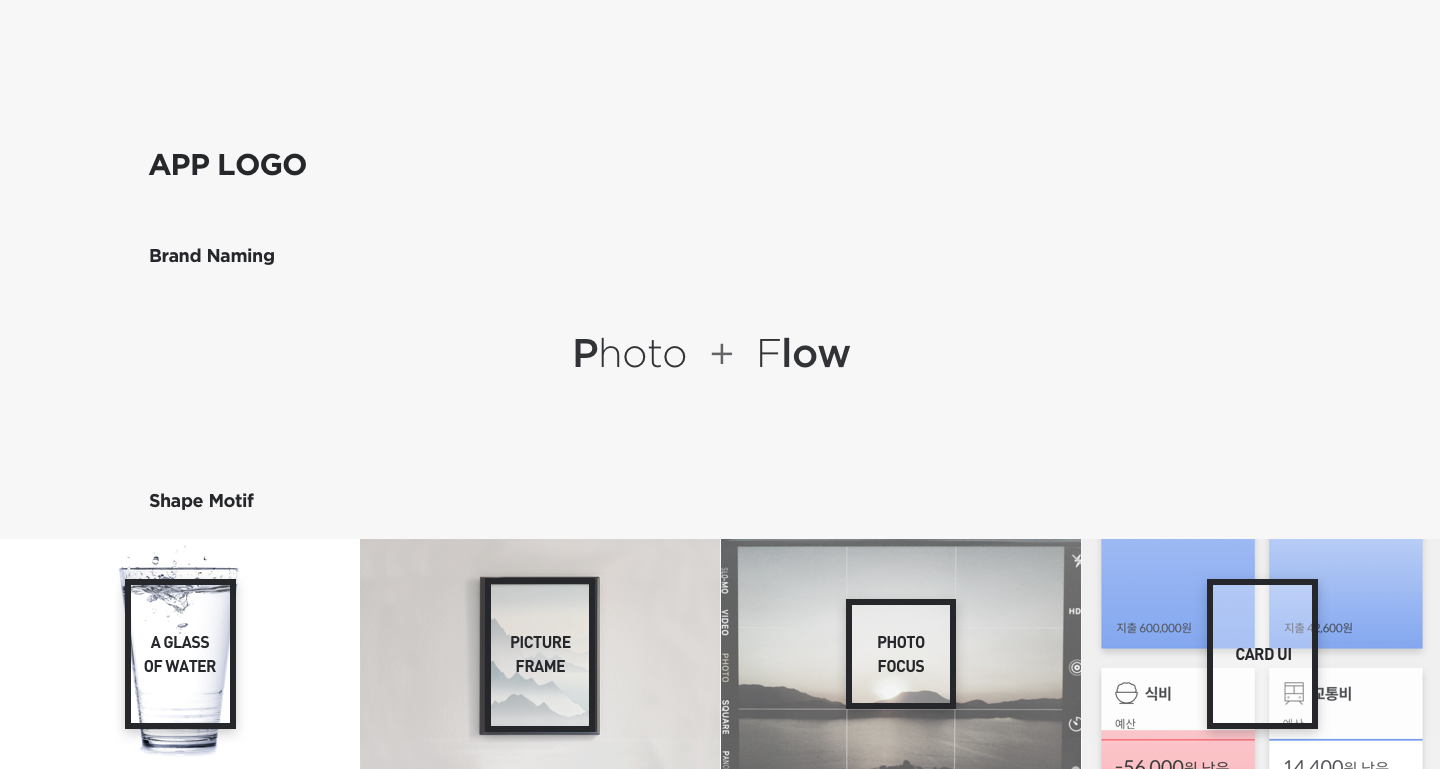 APP LOGO
Brand Naming
Photo + Flow
Shape Motif
A GLASS
OF WATER
PICTURE
FRAME
SLO-MO
VIDEO
PHOTO
SQUARE
HD
PHOTO
FOCUS
지출 600,000원
지출 42,600원
CARD UI
식비
예산
-56,000원 남음
교통비
예산
14,400원 남음